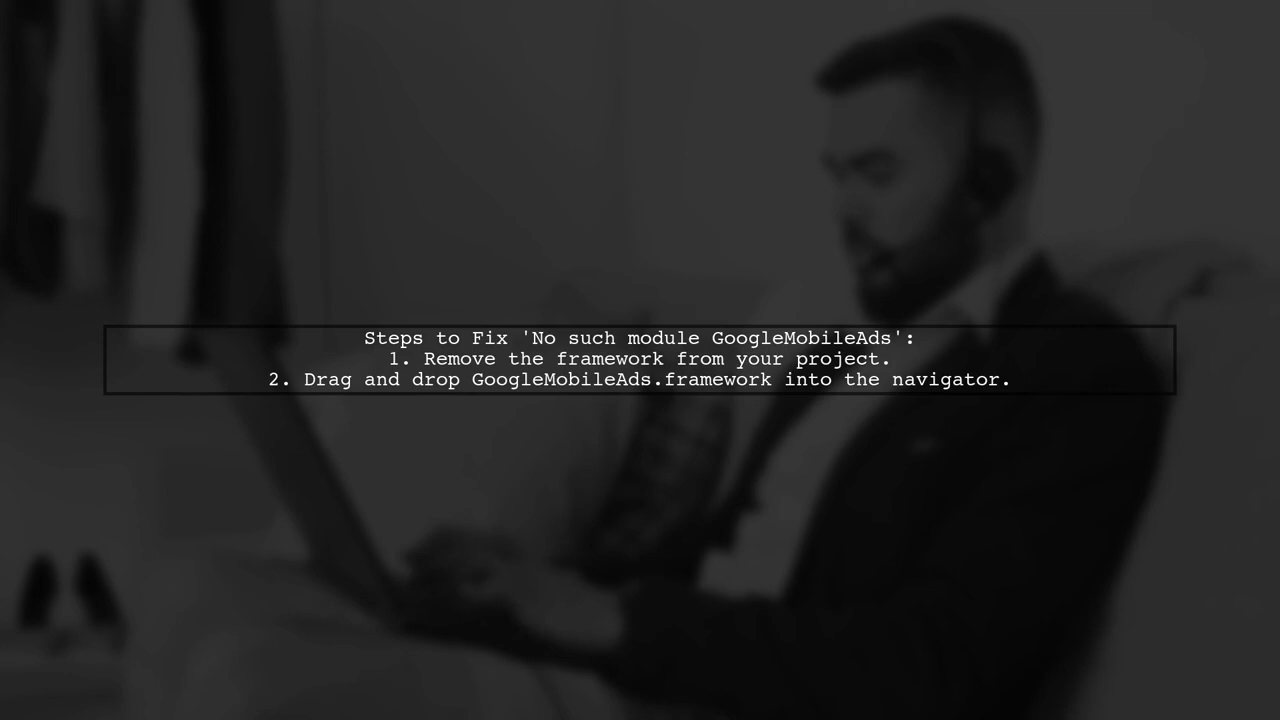 Steps to Fix 'No such module GoogleMobileAds':
1. Remove the framework from your project.
2. Drag and drop GoogleMobileAds.framework into the navigator.